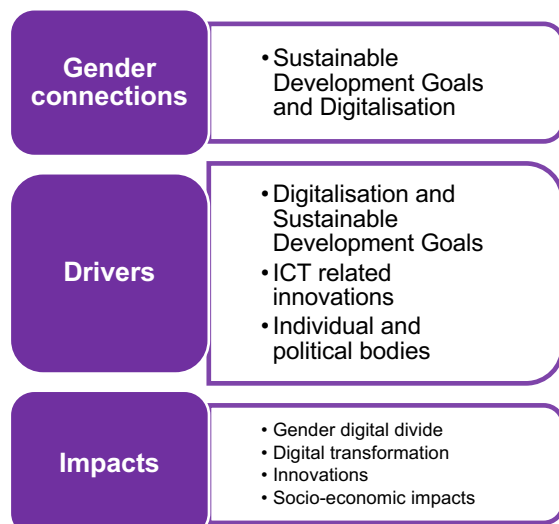 Gender
connections
• Sustainable
Development Goals
and Digitalisation
Drivers
• Digitalisation and
Sustainable
Development Goals
• ICT related
innovations
• Individual and
political bodies
Impacts
• Gender digital divide
• Digital transformation
• Innovations
• Socio-economic impacts